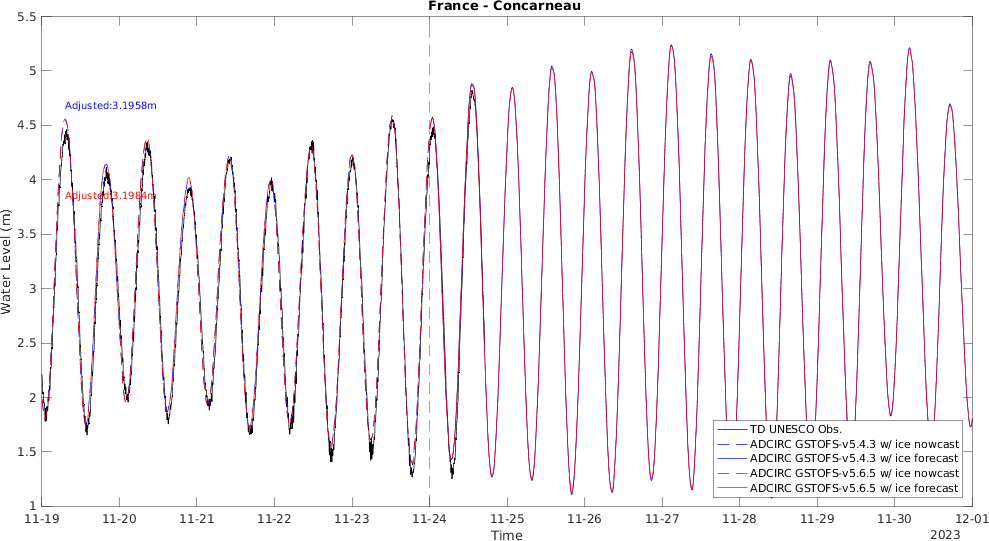 France - Concarneau
Water Level (m)
5.5
5
4.5
4
3.5
3
2.5
2
1.5
1
Adjusted:3.1958m
Adjusted:3.1984m
TD UNESCO Obs.
ADCIRC GSTOFS-v5.4.3 w/ ice nowcast
ADCIRC GSTOFS-v5.4.3 w/ ice forecast
ADCIRC GSTOFS-v5.6.5 w/ ice nowcast
ADCIRC GSTOFS-v5.6.5 w/ ice forecast
11-19 11-20 11-21 11-22 11-23 11-24 11-25 11-26 11-27 11-28 11-29 11-30 12-01
Time
2023